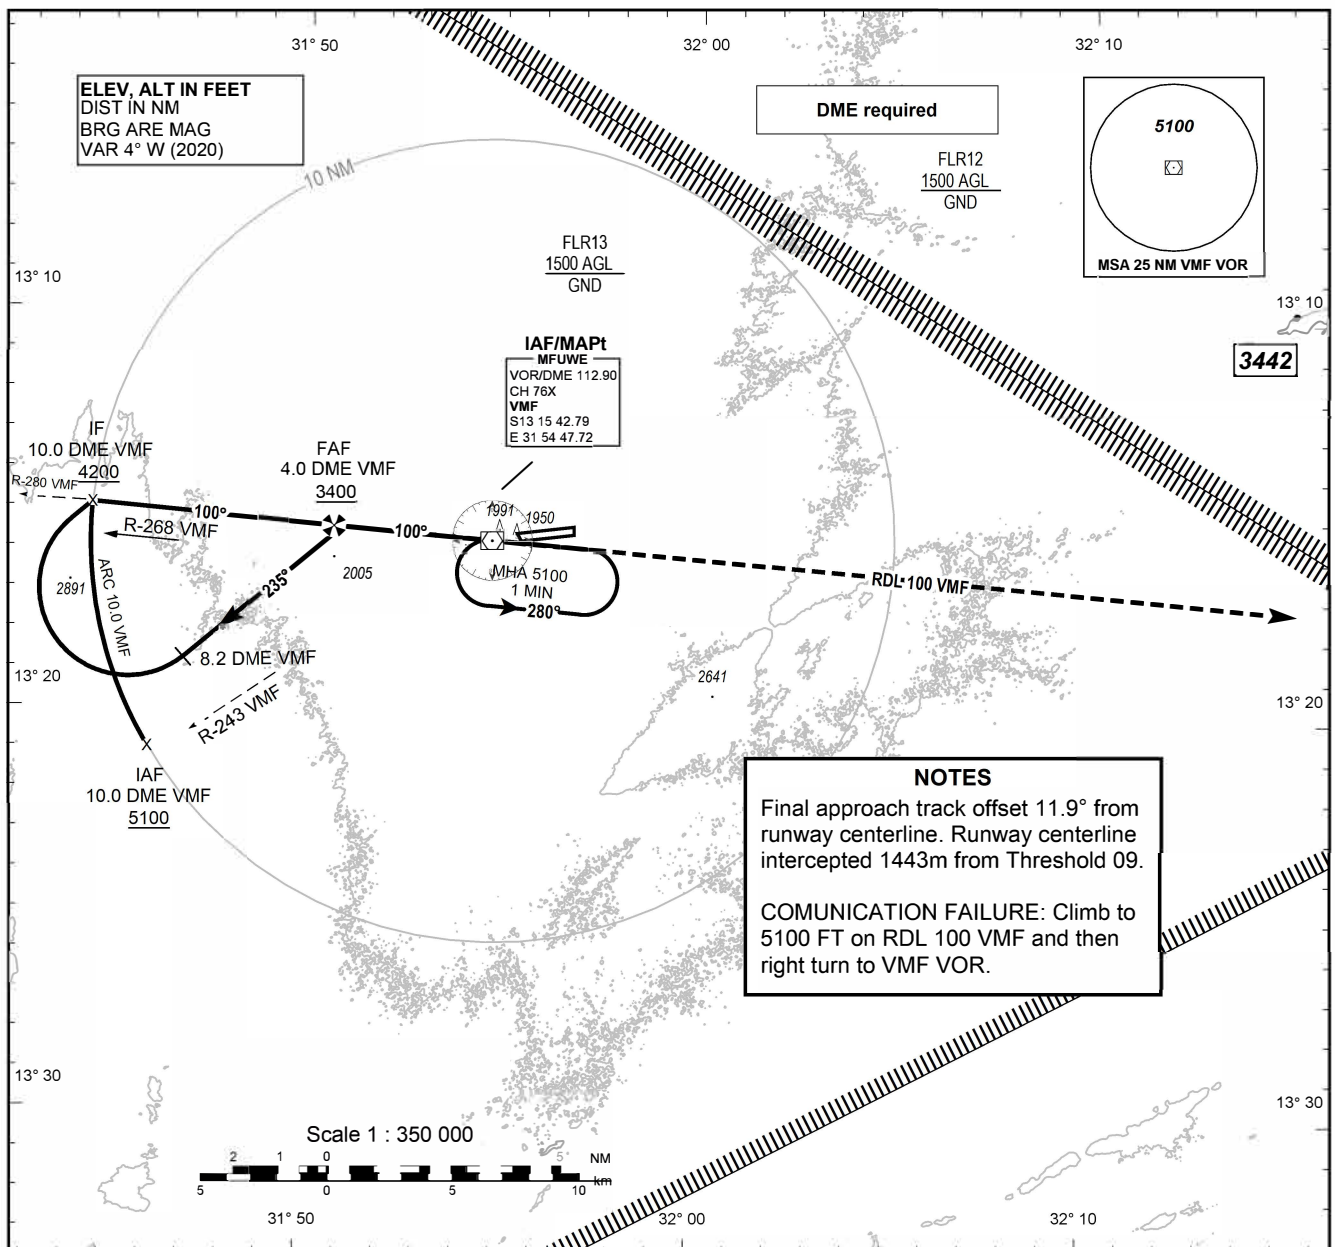 31° 50
32° 00
32° 10
ELEV, ALT IN FEET
DIST IN NM
BRG ARE MAG
VAR 4° W (2020)
DME required
5100
MSA 25 NM VMF VOR
10 NM
FLR12
1500 AGL
GND
FLR13
1500 AGL
GND
13° 10
13° 10
3442
IAF/MAPt
MFUWE
VOR/DME 112.90
CH 76X
VMF
S13 15 42.79
E 31 54 47.72
IF
10.0 DME VMF
4200
R-280 VMF
FAF
4.0 DME VMF
3400
100°
R-268 VMF
100°
1991
1950
MHA 5100
1 MIN
280°
RDL 100 VMF
2005
235°
2891
ARC 10.0 VMF
8.2 DME VMF
R-243 VMF
2641
13° 20
13° 20
IAF
10.0 DME VMF
5100
NOTES
Final approach track offset 11.9° from
runway centerline. Runway centerline
intercepted 1443m from Threshold 09.
COMUNICATION FAILURE: Climb to
5100 FT on RDL 100 VMF and then
right turn to VMF VOR.
13° 30
13° 30
Scale 1 : 350 000
2 1 0 5 NM
5 0 5 10 km
31° 50
32° 00
32° 10